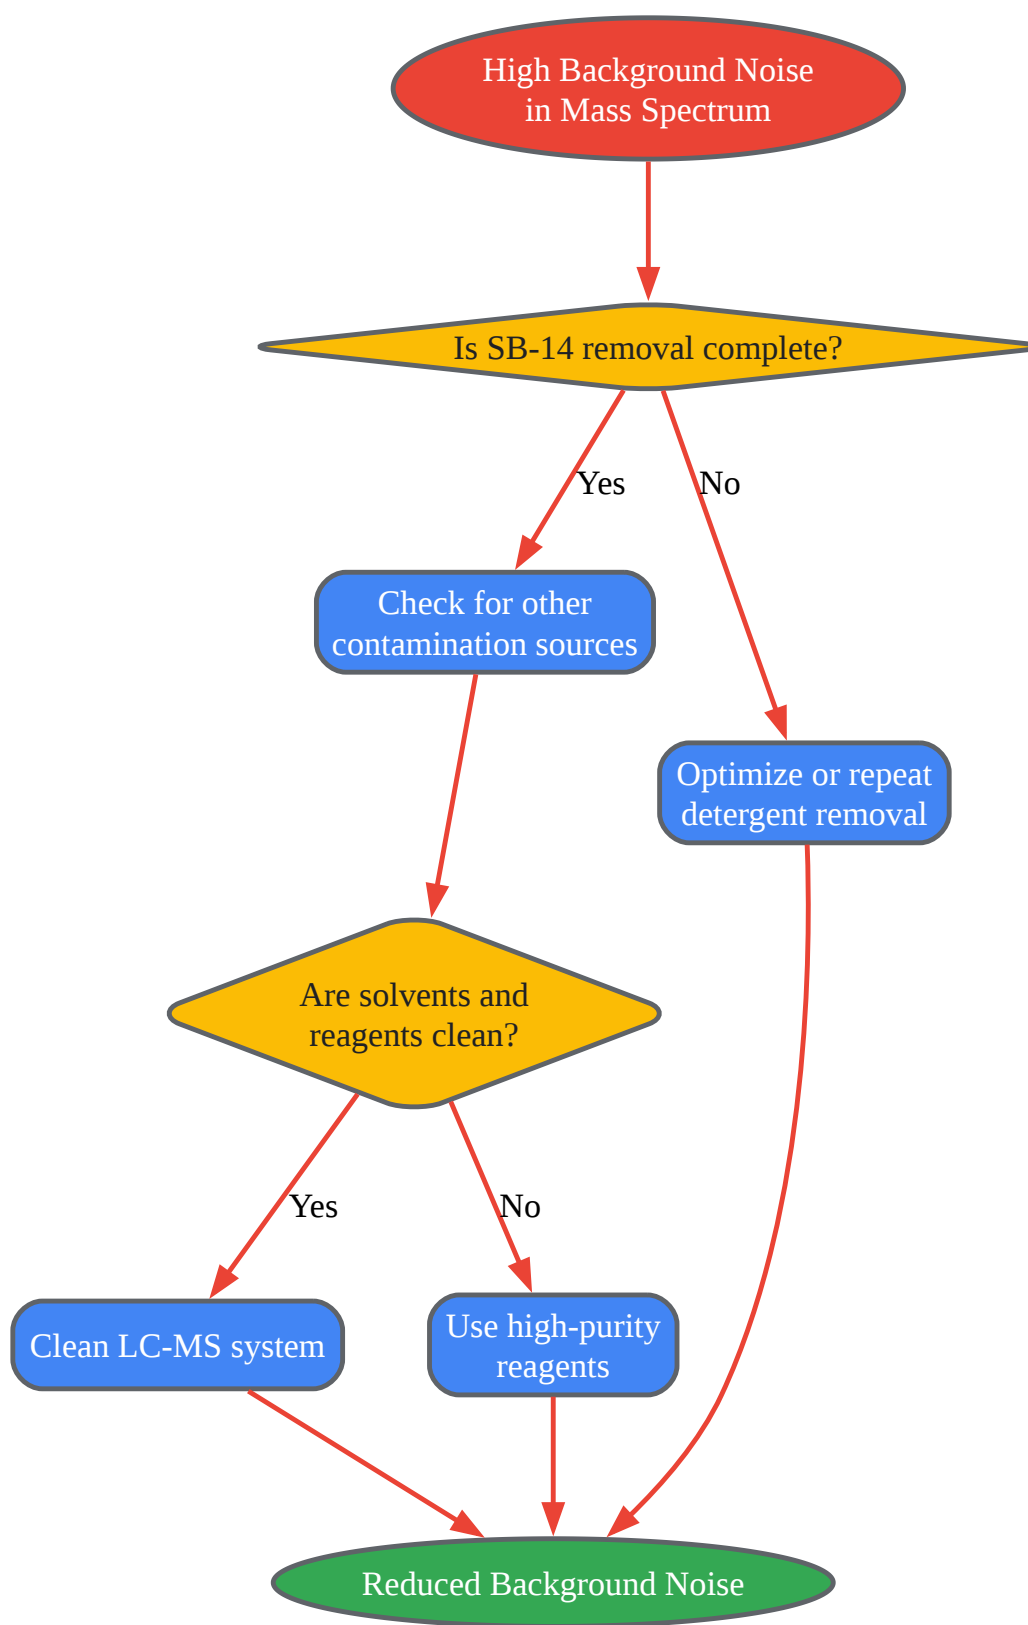 High Background Noise
in Mass Spectrum
Is SB-14 removal complete?
Yes
No
Check for other
contamination sources
Optimize or repeat
detergent removal
Are solvents and
reagents clean?
Yes
No
Clean LC-MS system
Use high-purity
reagents
Reduced Background Noise